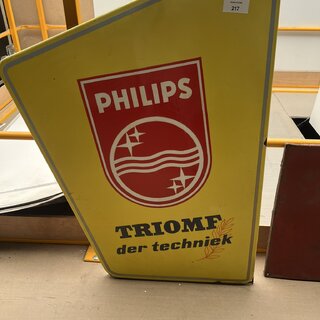 217
PHILIPS
TRIOMF
der techniek